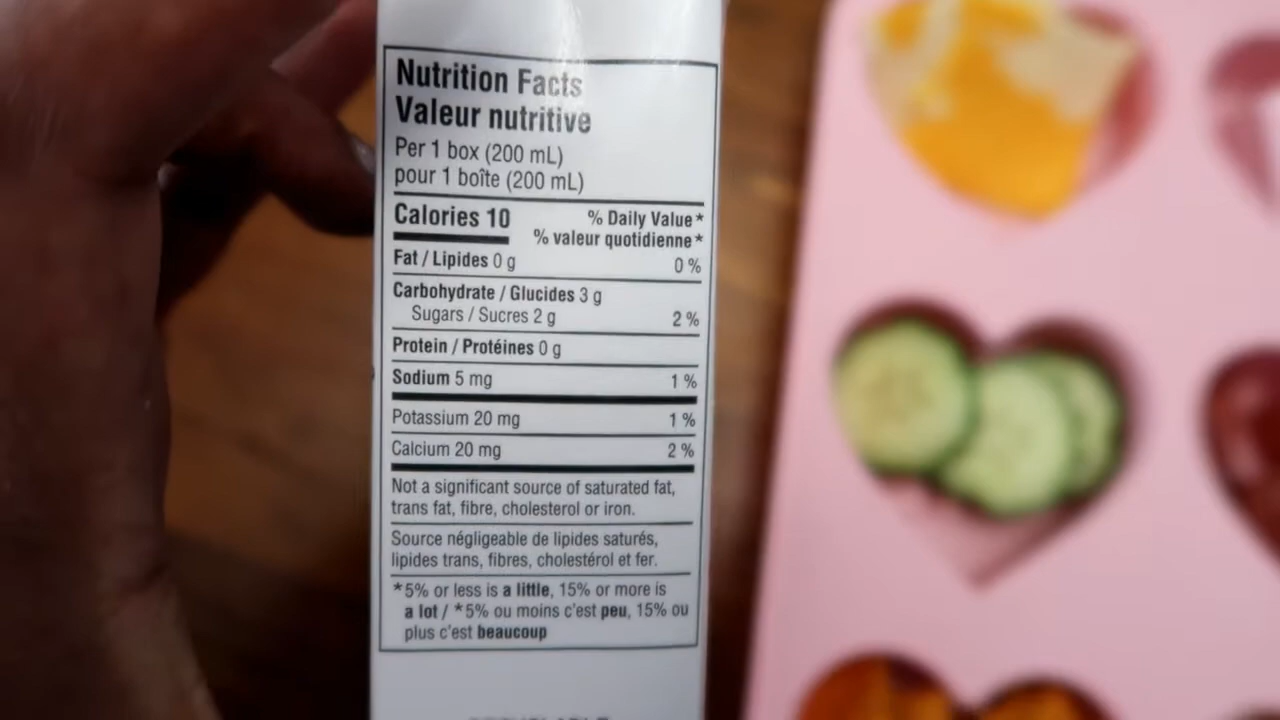 Nutrition Facts
Valeur nutritive
Per 1 box (200 mL)
pour 1 boîte (200 mL)
Calories 10
% Daily Value*
% valeur quotidienne*
Fat / Lipides 0 g 0 %
Carbohydrate / Glucides 3 g
Sugars / Sucres 2 g 2 %
Protein / Protéines 0 g
Sodium 5 mg 1 %
Potassium 20 mg 1 %
Calcium 20 mg 2 %
Not a significant source of saturated fat,
trans fat, fibre, cholesterol or iron.
Source négligeable de lipides saturés,
lipides trans, fibres, cholestérol et fer.
*5% or less is a little, 15% or more is
a lot / *5% ou moins c'est peu, 15% ou
plus c'est beaucoup